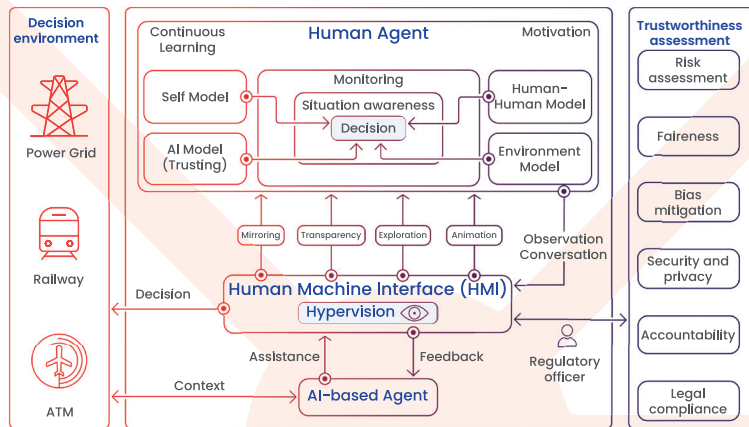 Decision
environment
Power Grid
Railway
ATM
Continuous
Learning
Human Agent
Motivation
Monitoring
Self Model
Situation awareness
Decision
Human-
Human Model
AI Model
(Trusting)
Environment
Model
Mirroring
Transparency
Exploration
Animation
Observation
Conversation
Human Machine Interface (HMI)
Hypervision
Decision
Assistance
Feedback
Regulatory
officer
Context
AI-based Agent
Trustworthiness
assessment
Risk
assessment
Faireness
Bias
mitigation
Security and
privacy
Accountability
Legal
compliance